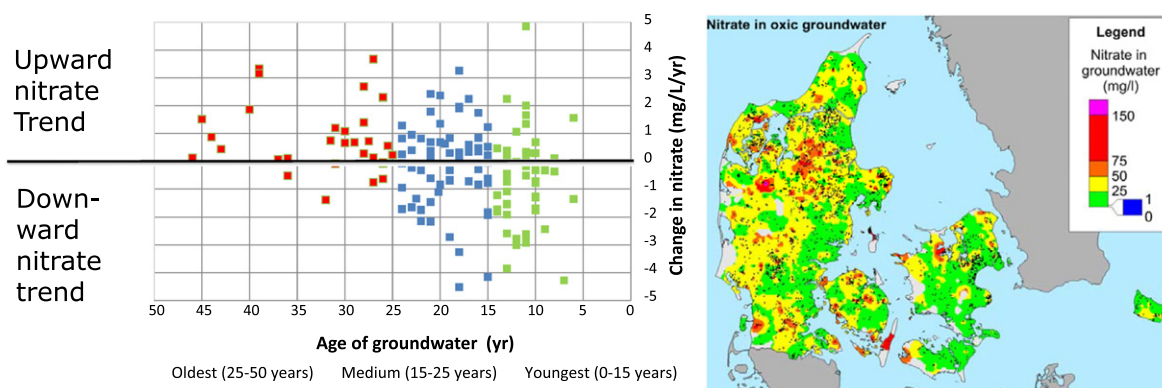 Upward
nitrate
Trend
Down-
ward
nitrate
trend
5
4
3
2
1
0
-1
-2
-3
-4
-5
Change in nitrate (mg/L/yr)
50 45 40 35 30 25 20 15 10 5 0
Age of groundwater (yr)
Oldest (25-50 years) Medium (15-25 years) Youngest (0-15 years)
Nitrate in oxic groundwater
Legend
Nitrate in
groundwater
(mg/l)
150
75
50
25
1
0